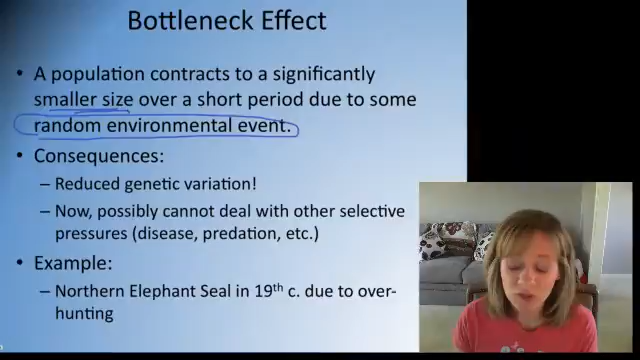 Bottleneck Effect
• A population contracts to a significantly
smaller size over a short period due to some
random environmental event.
• Consequences:
– Reduced genetic variation!
– Now, possibly cannot deal with other selective
pressures (disease, predation, etc.)
• Example:
– Northern Elephant Seal in 19th c. due to over-
hunting